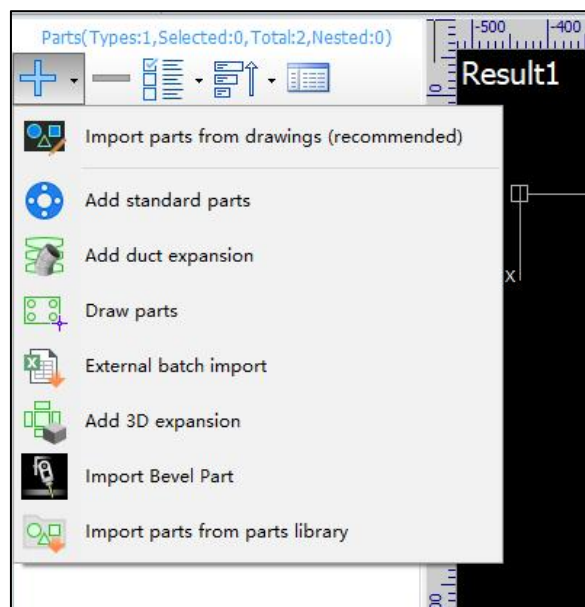 Parts(Types:1,Selected:0,Total:2,Nested:0)
-500
-400
0
Result1
Import parts from drawings (recommended)
Add standard parts
Add duct expansion
x
Draw parts
External batch import
Add 3D expansion
Import Bevel Part
Import parts from parts library